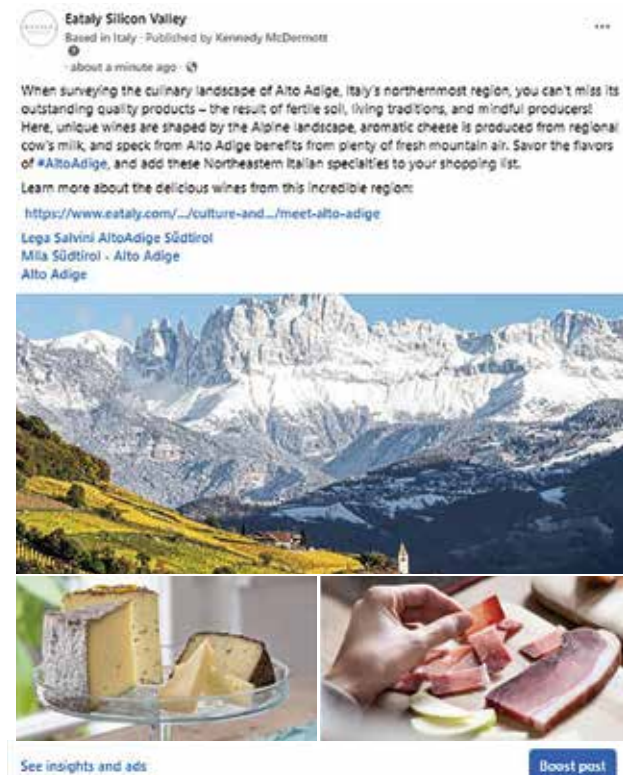 Eataly Silicon Valley
Based in Italy · Published by Kennedy McDermott
· about a minute ago ·
When surveying the culinary landscape of Alto Adige, Italy's northernmost region, you can't miss its
outstanding quality products – the result of fertile soil, living traditions, and mindful producers!
Here, unique wines are shaped by the Alpine landscape, aromatic cheese is produced from regional
cow's milk, and speck from Alto Adige benefits from plenty of fresh mountain air. Savor the flavors
of #AltoAdige, and add these Northeastern Italian specialties to your shopping list.
Learn more about the delicious wines from this incredible region:
https://www.eataly.com/.../culture-and.../meet-alto-adige
Lega Salvini AltoAdige Südtirol
Mila Südtirol - Alto Adige
Alto Adige
See insights and ads
Boost post